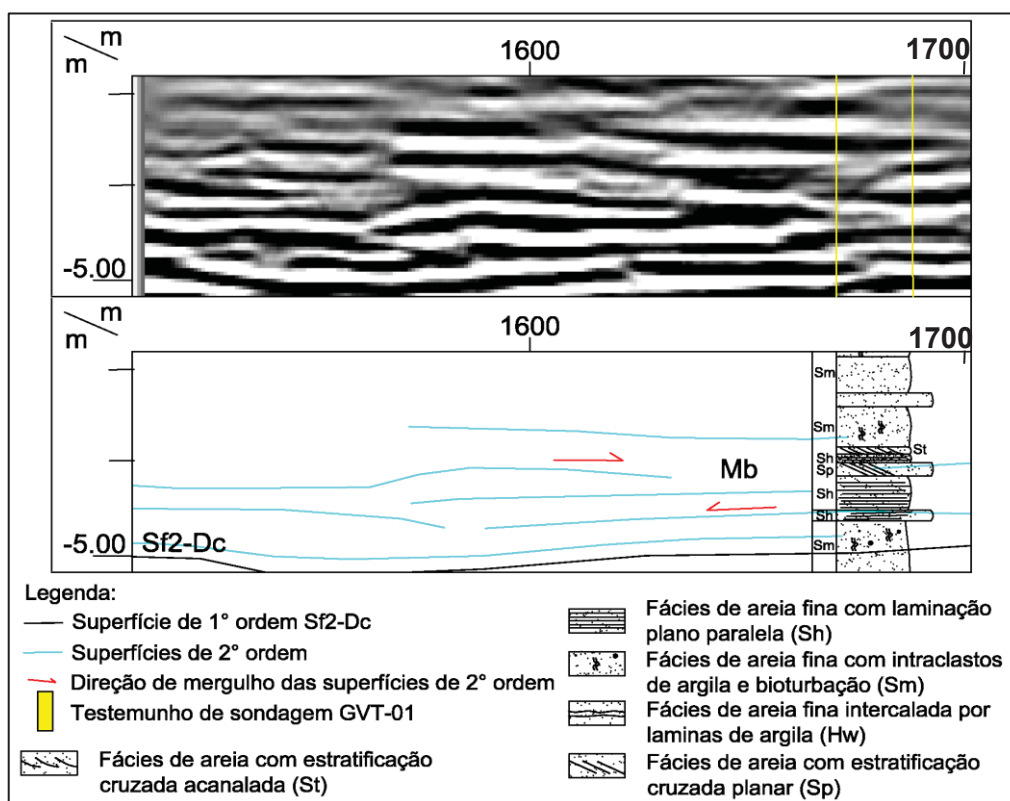 m
m
1600
1700
-5.00
m
m
1600
1700
Sm
Sm
St
Sh
Sp
Mb
Sh
Sh
-5.00
Sf2-Dc
Sm
Legenda:
Superfície de 1° ordem Sf2-Dc
Superfícies de 2° ordem
Direção de mergulho das superfícies de 2° ordem
Testemunho de sondagem GVT-01
Fácies de areia com estratificação
cruzada acanalada (St)
Fácies de areia fina com laminação
plano paralela (Sh)
Fácies de areia fina com intraclastos
de argila e bioturbação (Sm)
Fácies de areia fina intercalada por
laminas de argila (Hw)
Fácies de areia com estratificação
cruzada planar (Sp)